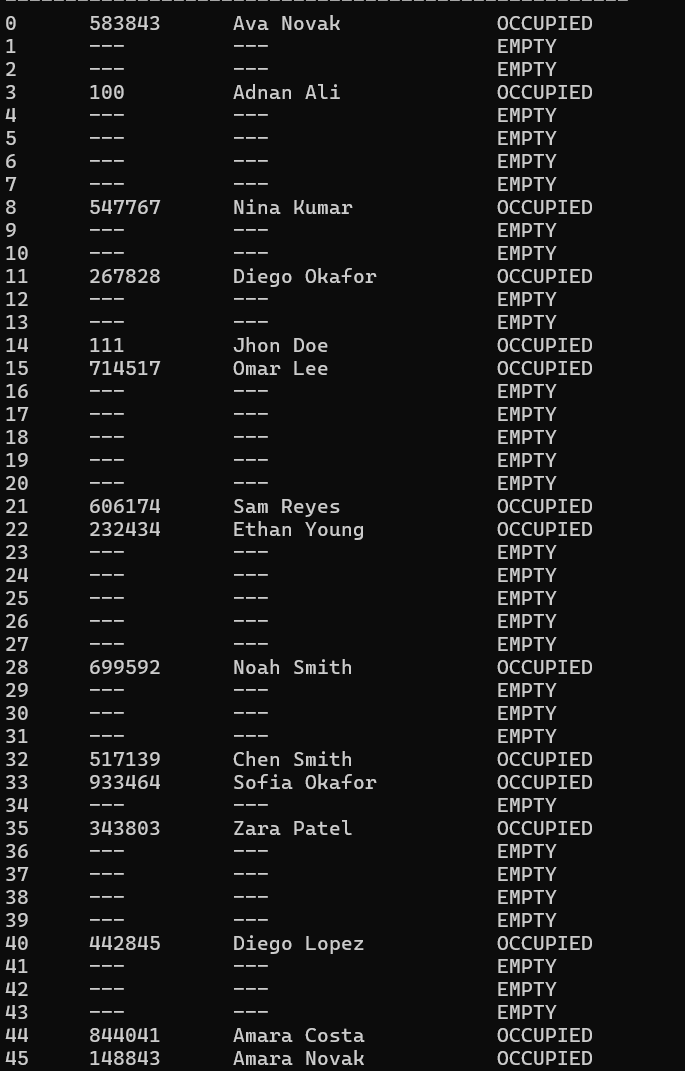 0 583843 Ava Novak OCCUPIED
1 --- --- EMPTY
2 --- --- EMPTY
3 100 Adnan Ali OCCUPIED
4 --- --- EMPTY
5 --- --- EMPTY
6 --- --- EMPTY
7 --- --- EMPTY
8 547767 Nina Kumar OCCUPIED
9 --- --- EMPTY
10 --- --- EMPTY
11 267828 Diego Okafor OCCUPIED
12 --- --- EMPTY
13 --- --- EMPTY
14 111 Jhon Doe OCCUPIED
15 714517 Omar Lee OCCUPIED
16 --- --- EMPTY
17 --- --- EMPTY
18 --- --- EMPTY
19 --- --- EMPTY
20 --- --- EMPTY
21 606174 Sam Reyes OCCUPIED
22 232434 Ethan Young OCCUPIED
23 --- --- EMPTY
24 --- --- EMPTY
25 --- --- EMPTY
26 --- --- EMPTY
27 --- --- EMPTY
28 699592 Noah Smith OCCUPIED
29 --- --- EMPTY
30 --- --- EMPTY
31 --- --- EMPTY
32 517139 Chen Smith OCCUPIED
33 933464 Sofia Okafor OCCUPIED
34 --- --- EMPTY
35 343803 Zara Patel OCCUPIED
36 --- --- EMPTY
37 --- --- EMPTY
38 --- --- EMPTY
39 --- --- EMPTY
40 442845 Diego Lopez OCCUPIED
41 --- --- EMPTY
42 --- --- EMPTY
43 --- --- EMPTY
44 844041 Amara Costa OCCUPIED
45 148843 Amara Novak OCCUPIED